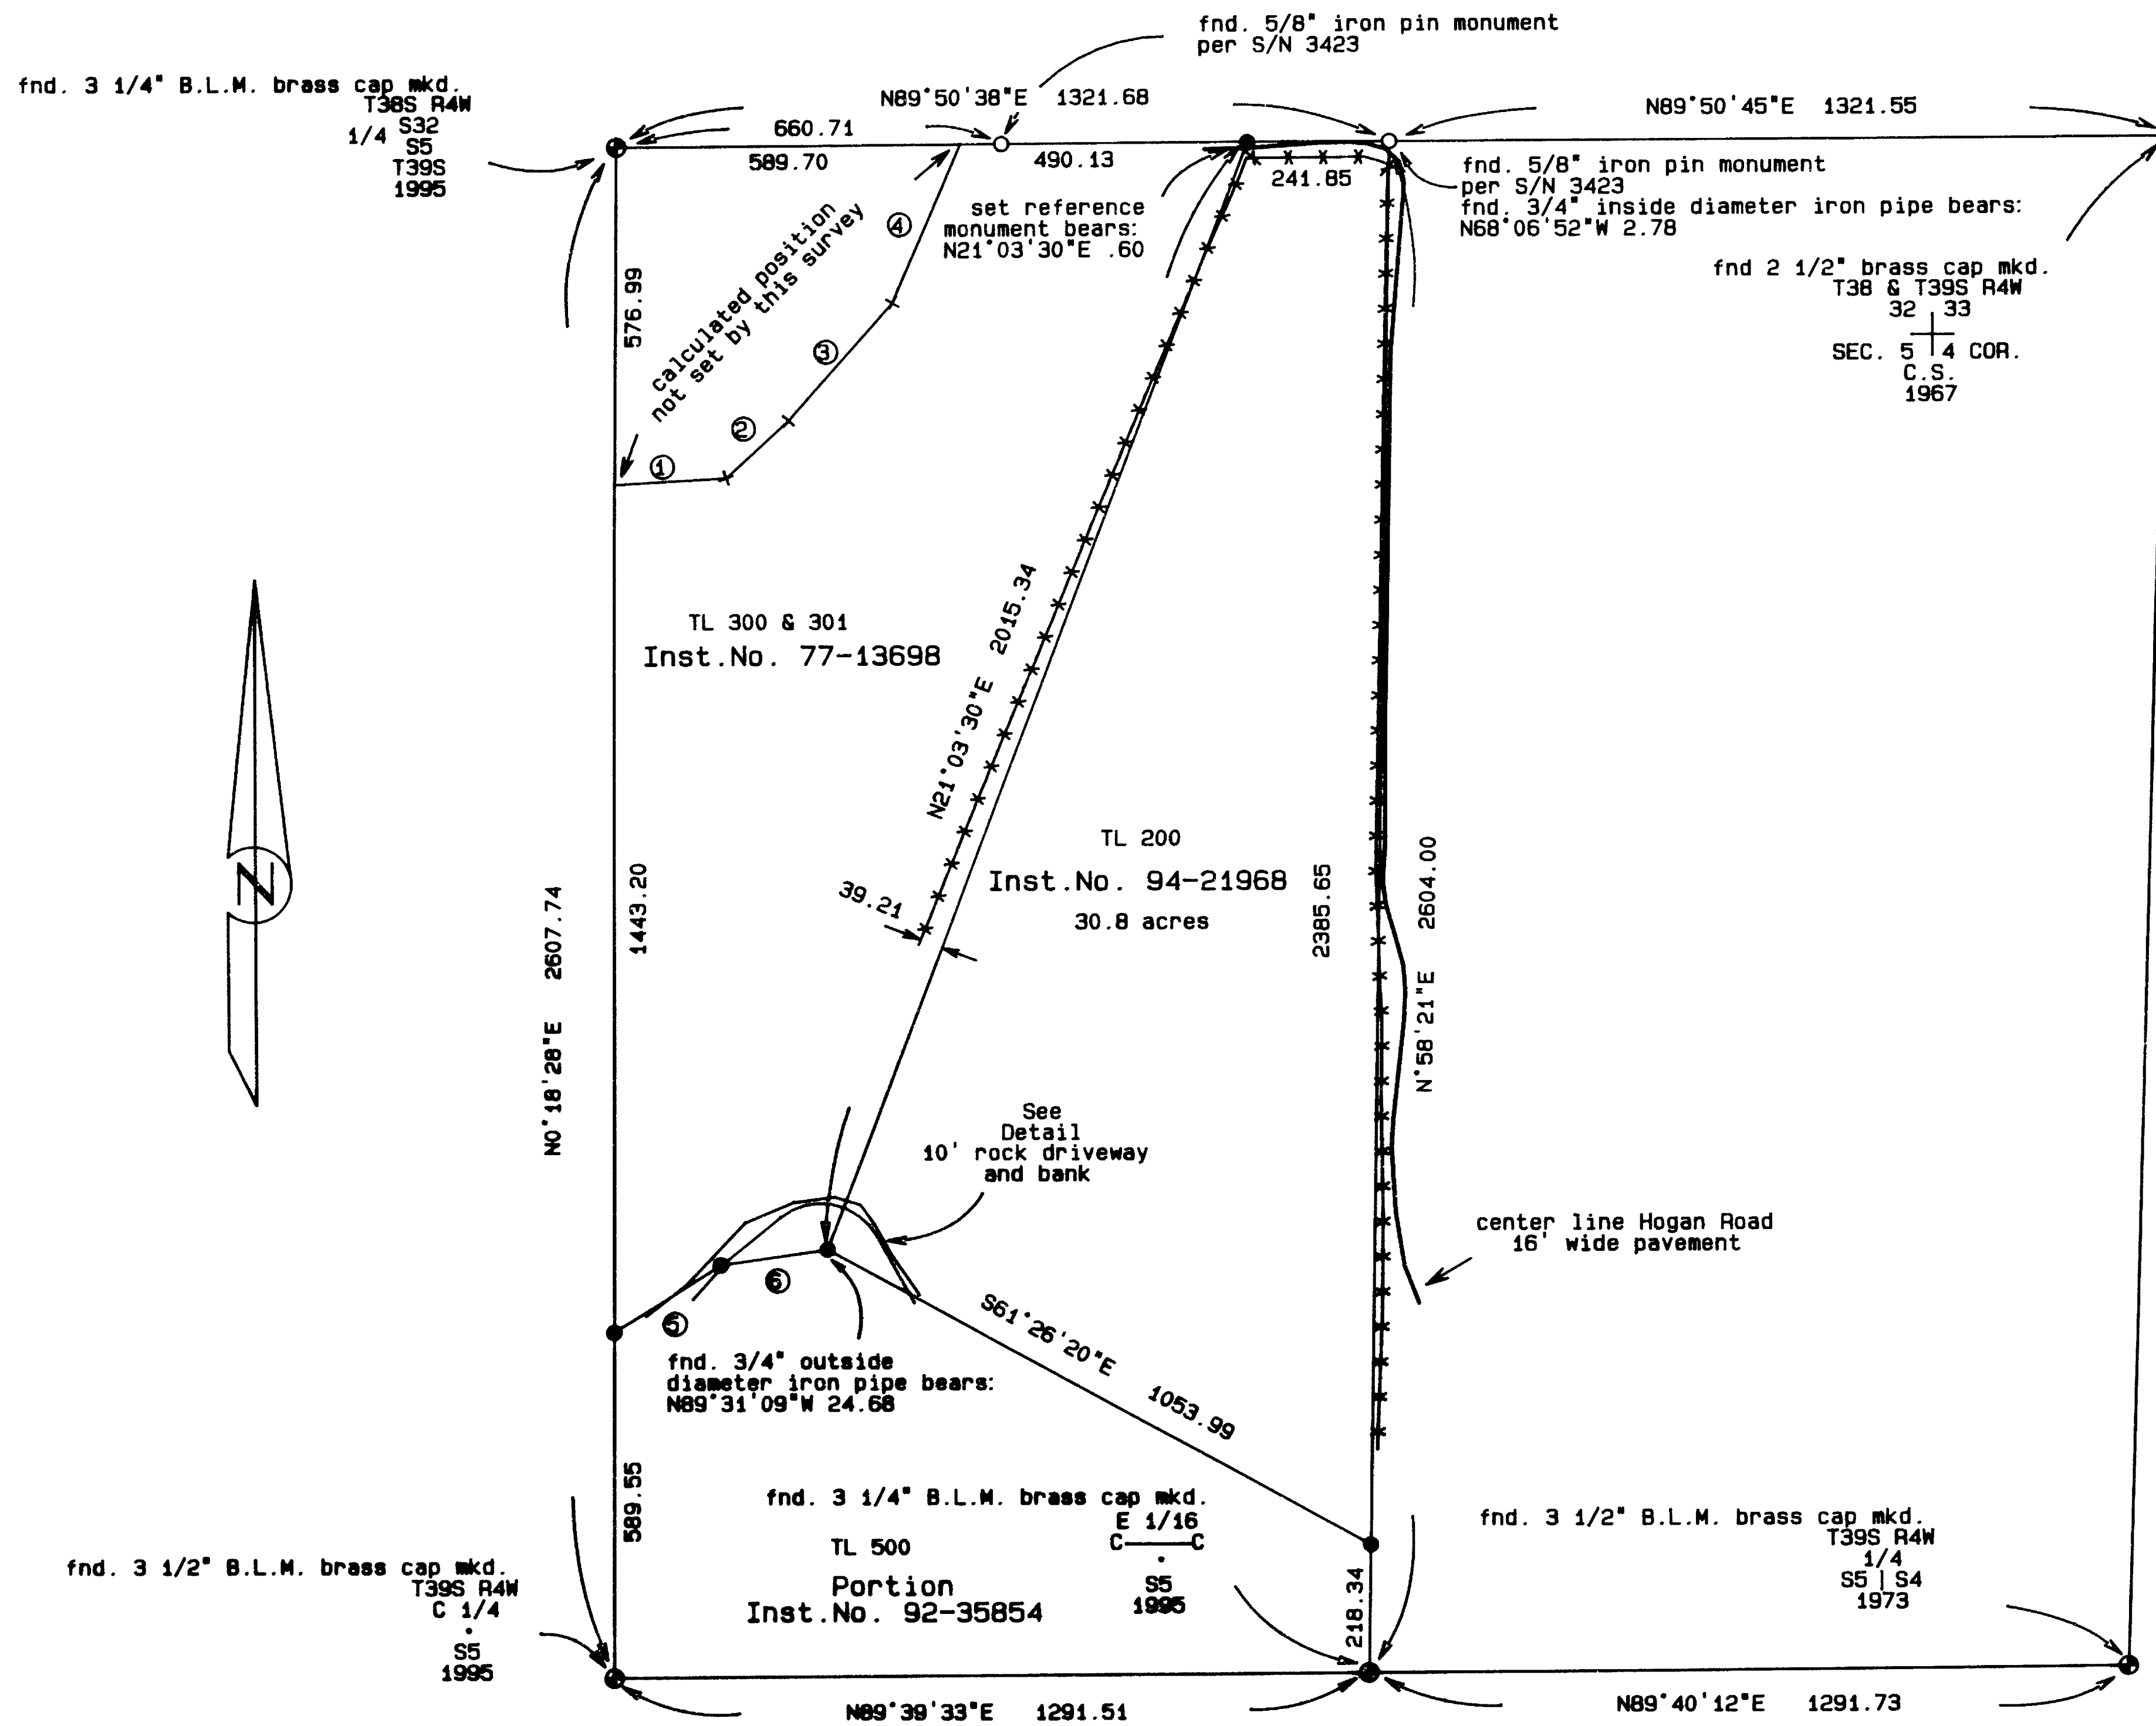 fnd. 5/8" iron pin monument
per S/N 3423
fnd. 3 1/4" B.L.M. brass cap mkd.
T38S R4W
1/4 S32
S5
T39S
1995
N89°50'38"E 1321.68
N89°50'45"E 1321.55
660.71
589.70
490.13
241.85
fnd. 5/8" iron pin monument
per S/N 3423
fnd. 3/4" inside diameter iron pipe bears:
N68°06'52"W 2.78
set reference
monument bears:
N21°03'30"E .60
fnd 2 1/2" brass cap mkd.
T38 & T39S R4W
32 33
SEC. 5 4 COR.
C.S.
1967
calculated position
not set by this survey
576.99
④
③
②
①
TL 300 & 301
Inst.No. 77-13698
N21°03'30"E 2015.34
39.21
TL 200
Inst.No. 94-21968
30.8 acres
2385.65
N°58'21"E 2604.00
N0°18'28"E 2607.74
1443.20
N
See
Detail
10' rock driveway
and bank
center line Hogan Road
16' wide pavement
⑥
⑤
S61°26'20"E 1053.99
fnd. 3/4" outside
diameter iron pipe bears:
N89°31'09"W 24.68
589.55
fnd. 3 1/4" B.L.M. brass cap mkd.
E 1/16
C C
S5
1995
TL 500
Portion
Inst.No. 92-35854
218.34
fnd. 3 1/2" B.L.M. brass cap mkd.
T39S R4W
1/4
S5 | S4
1973
fnd. 3 1/2" B.L.M. brass cap mkd.
T39S R4W
C 1/4
S5
1995
N89°39'33"E 1291.51
N89°40'12"E 1291.73